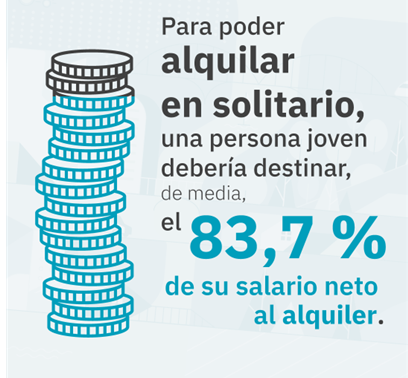 Para poder
alquilar
en solitario,
una persona joven
debería destinar,
de media,
el 83,7 %
de su salario neto
al alquiler.